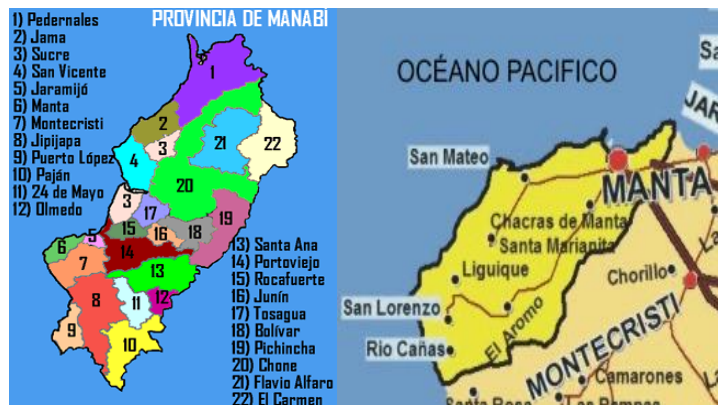 PROVINCIA DE MANABÍ
1) Pedernales
2) Jama
3) Sucre
4) San Vicente
5) Jaramijó
6) Manta
7) Montecristi
8) Jipijapa
9) Puerto López
10) Paján
11) 24 de Mayo
12) Olmedo
13) Santa Ana
14) Portoviejo
15) Rocafuerte
16) Junín
17) Tosagua
18) Bolívar
19) Pichincha
20) Chone
21) Flavio Alfaro
22) El Carmen
1
2
3
4
21
22
20
3
17
19
15
16
18
5
6
14
7
13
8
11
12
9
10
OCÉANO PACIFICO
JAR
San Mateo
MANTA
Chacras de Manta
Santa Marianita
Liguique
Chorillo
San Lorenzo
El Aromo
Rio Cañas
MONTECRISTI
Camarones
Santa Rosa
Las Pampas